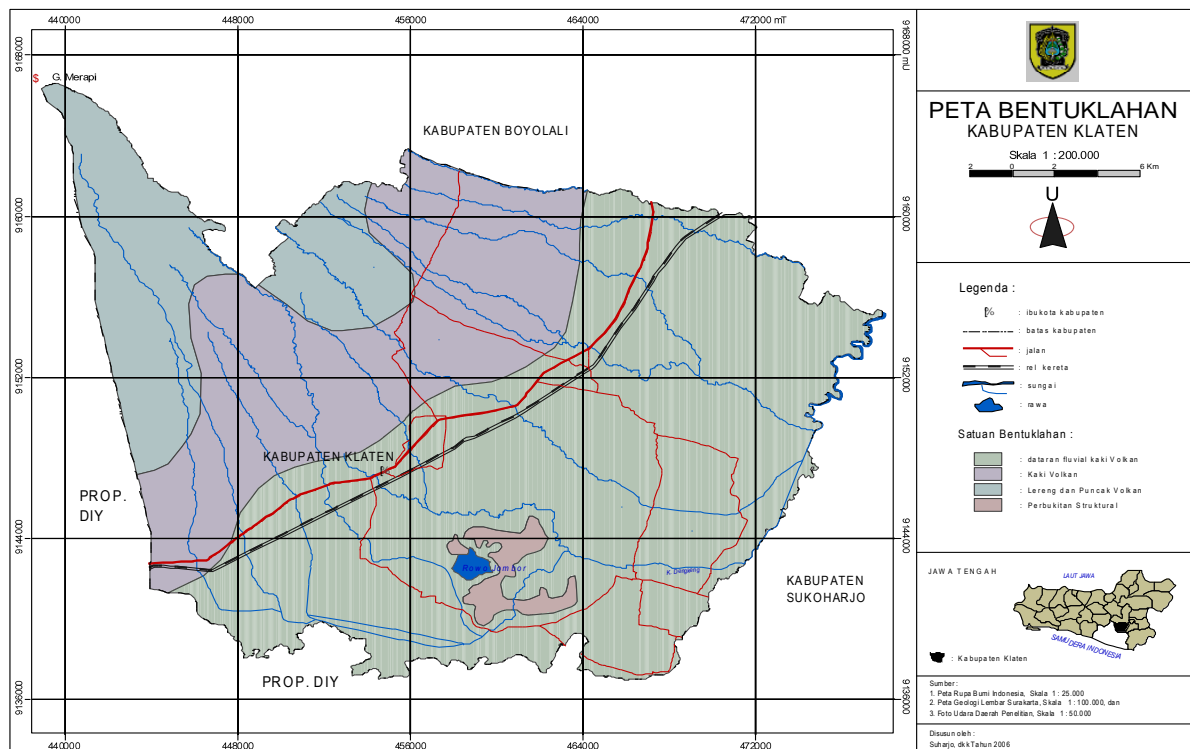 440000
448000
456000
464000
472000 mT
9168000 mU
9168000
9160000
9160000
9152000
9152000
9144000
9144000
9136000
9136000
440000
448000
456000
464000
472000
$ G. Merapi
KABUPATEN BOYOLALI
KABUPATEN KLATEN
PROP.
DIY
Rowo Jombor
K. Dengkeng
KABUPATEN
SUKOHARJO
PROP. DIY
PETA BENTUKLAHAN
KABUPATEN KLATEN
Skala 1 : 200.000
2 0 2 6 Km
U
Legenda :
: ibukota kabupaten
: batas kabupaten
: jalan
: rel kereta
: sungai
: rawa
Satuan Bentuklahan :
: dataran fluvial kaki Volkan
: Kaki Volkan
: Lereng dan Puncak Volkan
: Perbukitan Struktural
JAWA TENGAH
LAUT JAWA
SAMUDERA INDONESIA
: Kabupaten Klaten
Sumber :
1. Peta Rupa Bumi Indonesia, Skala 1 : 25.000
2. Peta Geologi Lembar Surakarta, Skala 1 : 100.000, dan
3. Foto Udara Daerah Penelitian, Skala 1 : 50.000
Disusun oleh :
Suharjo, dkk Tahun 2006